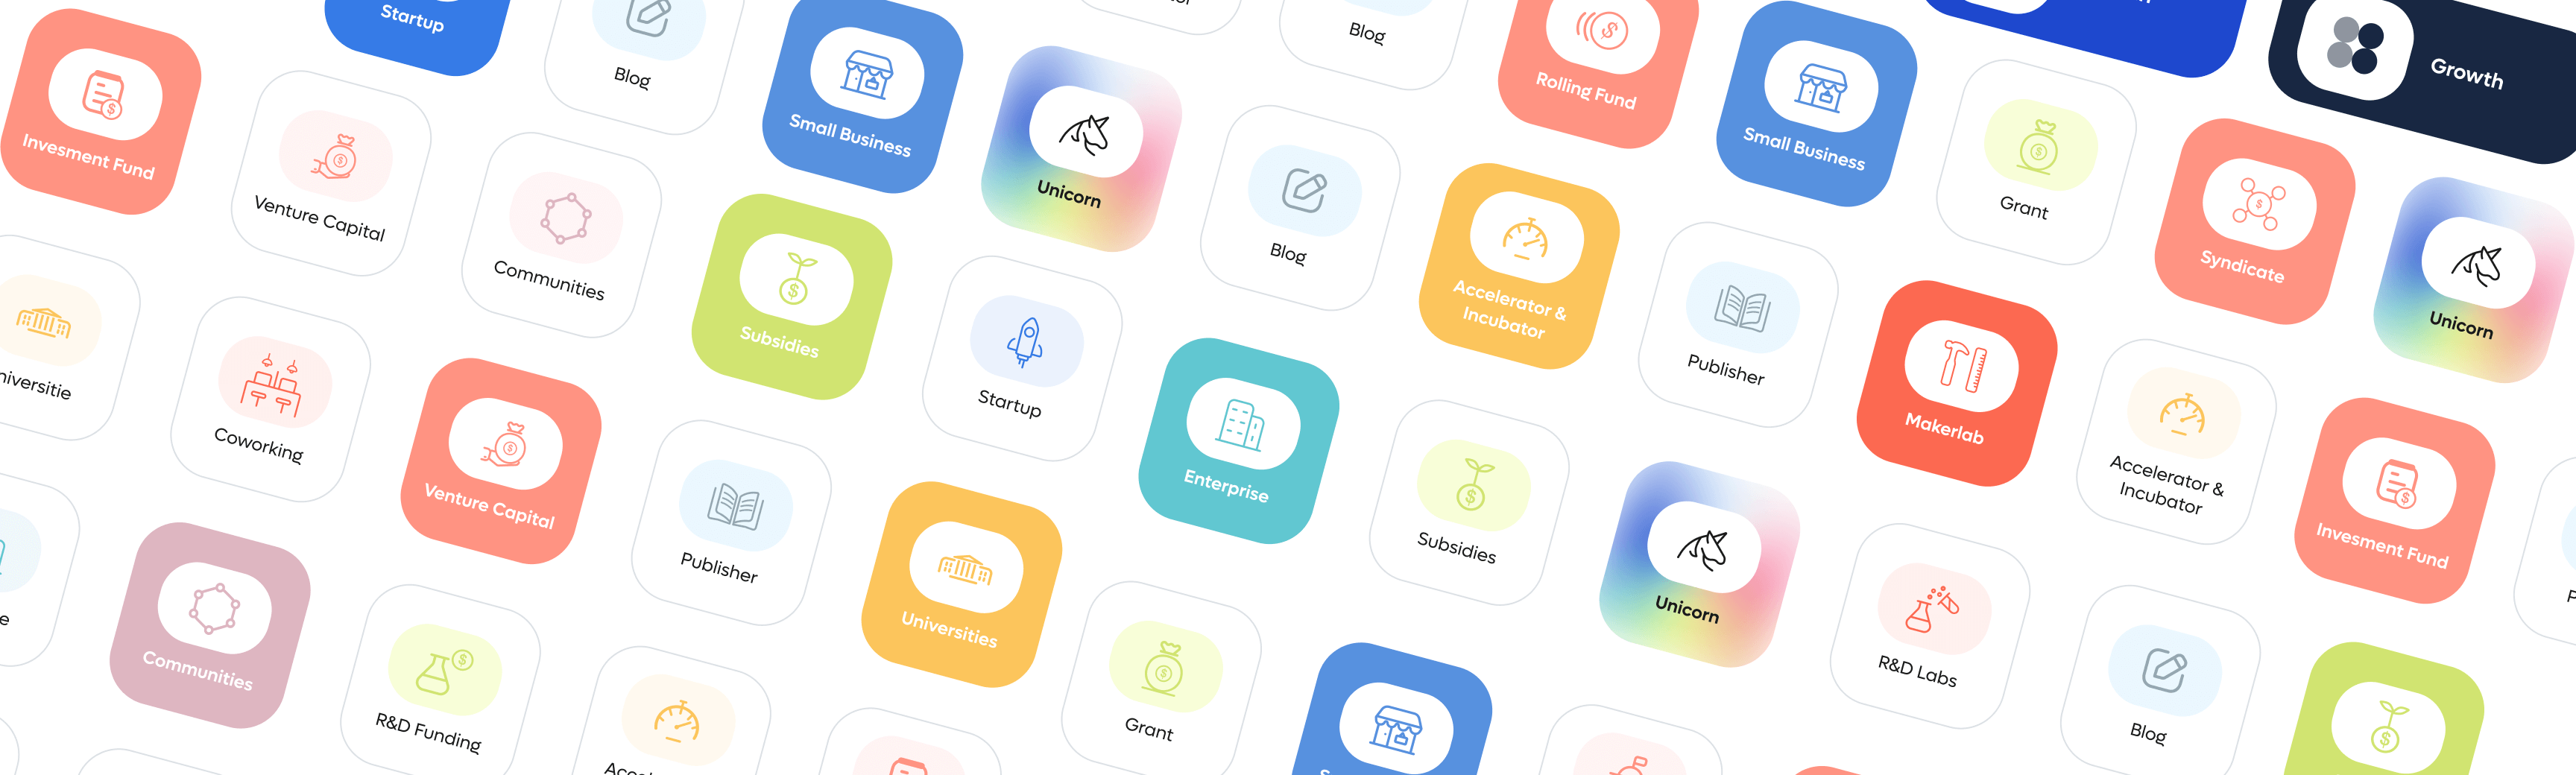 Startup
Blog
Blog
Growth
Invesment Fund
Venture Capital
Communities
Small Business
Unicorn
Blog
Rolling Fund
Small Business
Grant
Syndicate
Unicorn
Coworking
Venture Capital
Subsidies
Startup
Enterprise
Accelerator &
Incubator
Publisher
Makerlab
Accelerator &
Incubator
Invesment Fund
Communities
R&D Funding
Publisher
Universities
Grant
Subsidies
Unicorn
R&D Labs
Blog